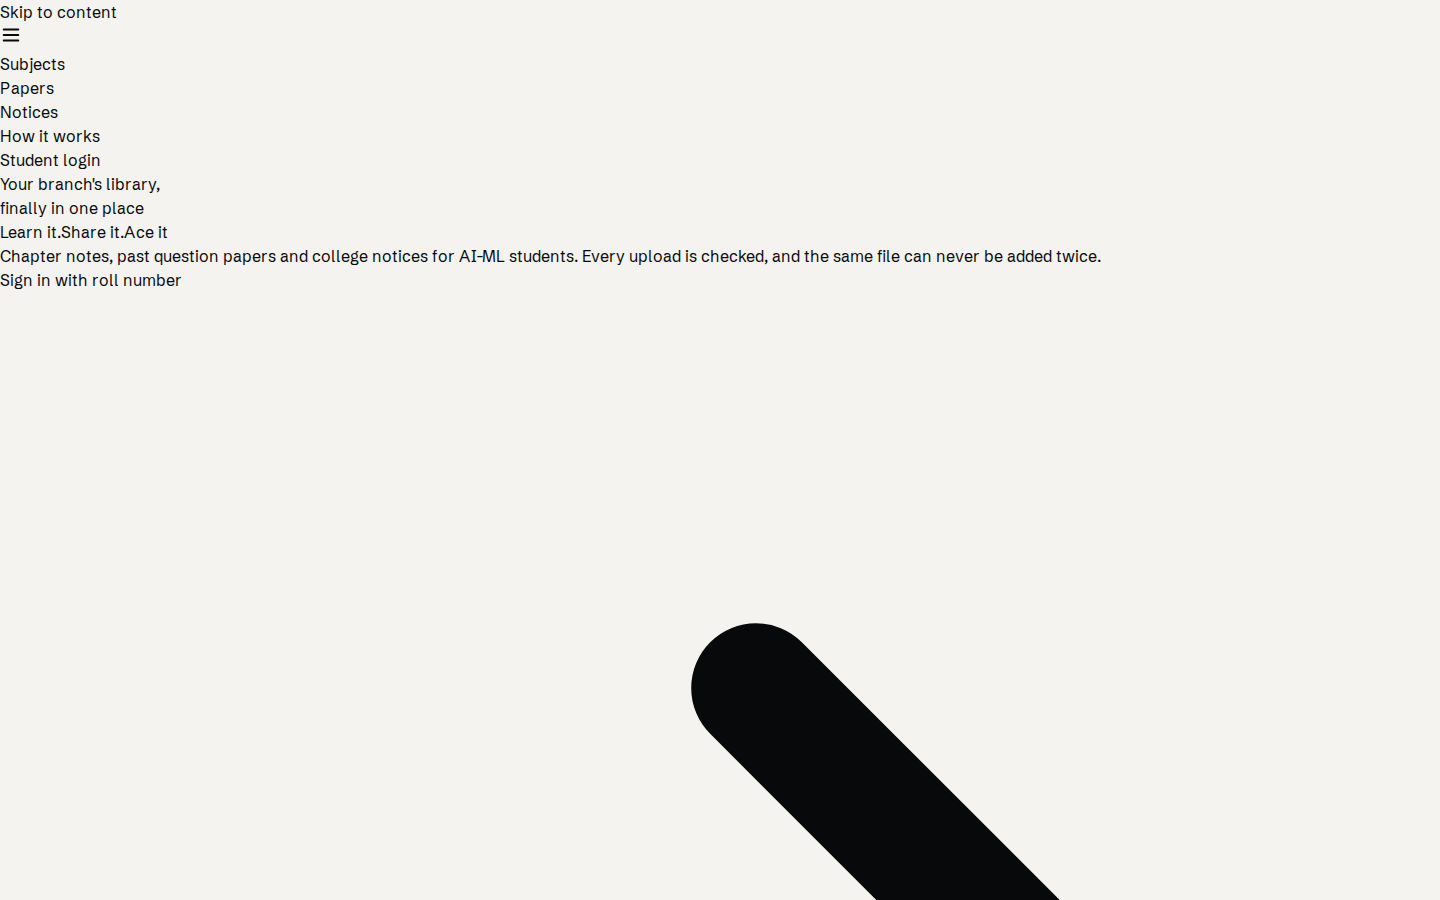 Skip to content
Subjects
Papers
Notices
How it works
Student login
Your branch's library,
finally in one place
Learn it.Share it.Ace it
Chapter notes, past question papers and college notices for AI-ML students. Every upload is checked, and the same file can never be added twice.
Sign in with roll number